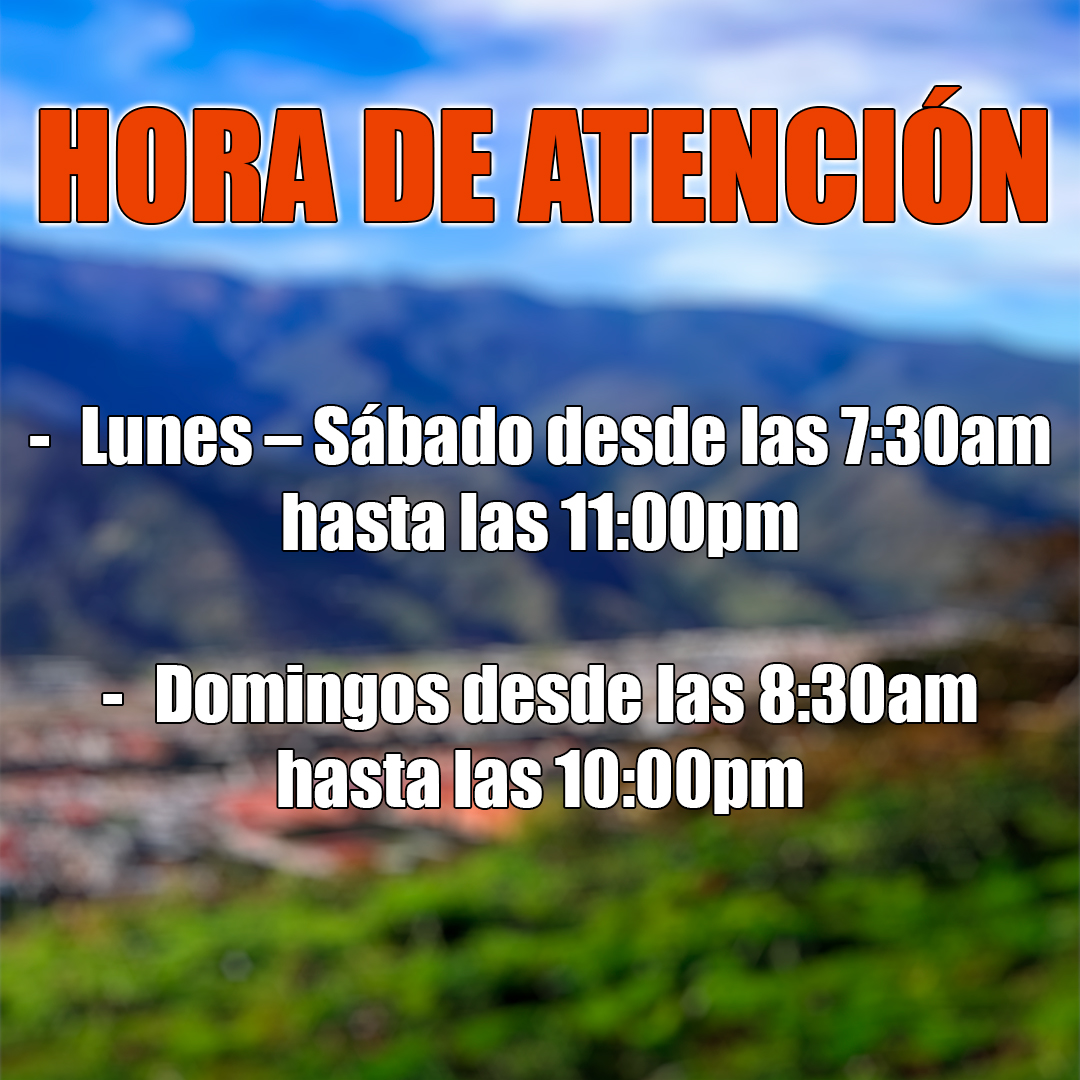 HORA DE ATENCIÓN
- Lunes – Sábado desde las 7:30am
hasta las 11:00pm
- Domingos desde las 8:30am
hasta las 10:00pm